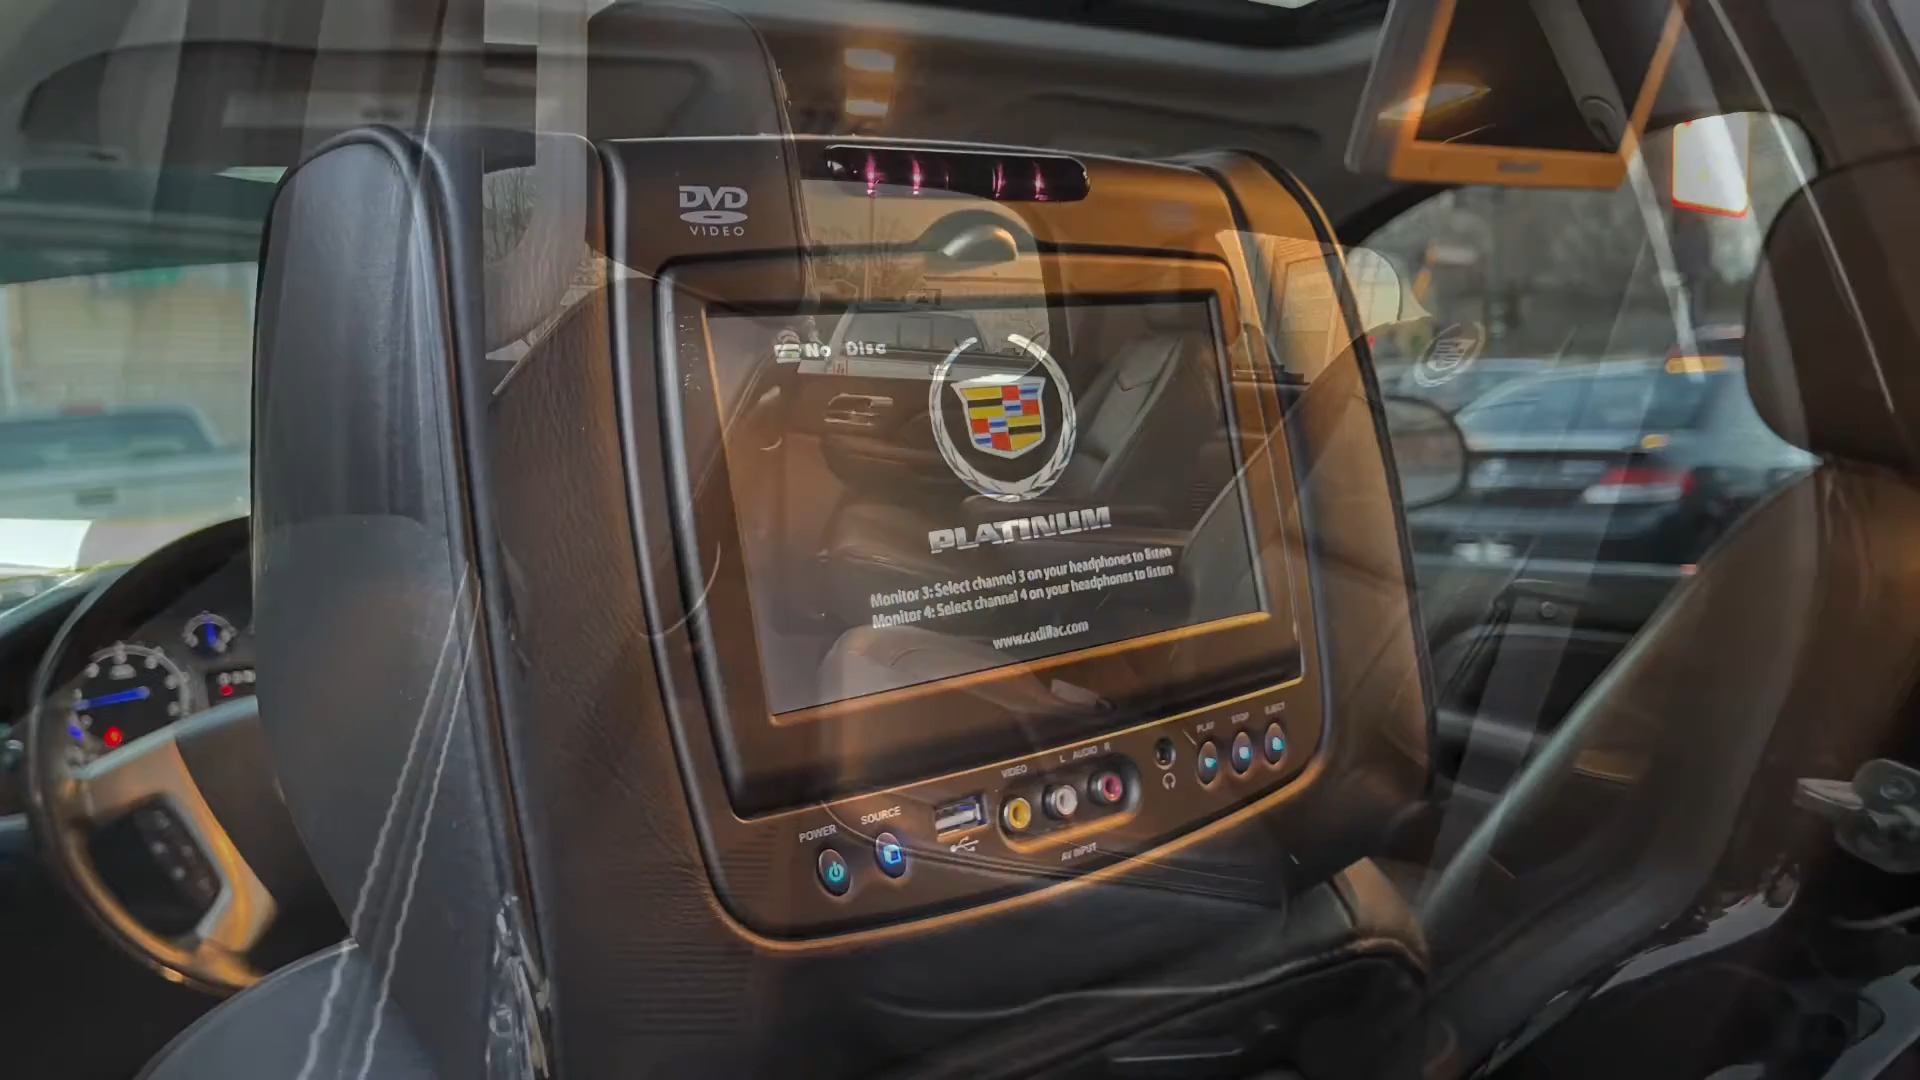 DVD
VIDEO
No Disc
PLATINUM
Monitor 3: Select channel 3 on your headphones to listen
Monitor 4: Select channel 4 on your headphones to listen
www.cadillac.com
POWER
SOURCE
VIDEO
L AUDIO R
PLAY
STOP
EJECT
AV INPUT